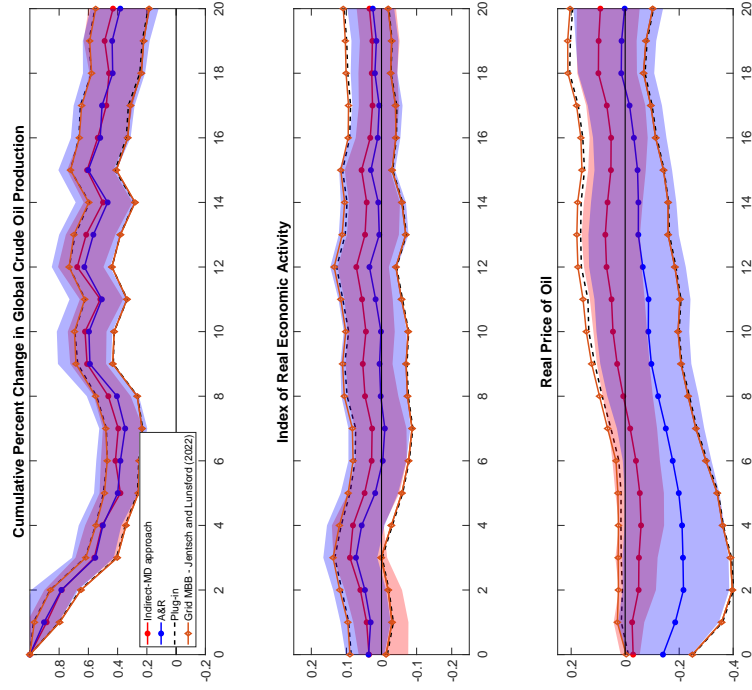 Cumulative Percent Change in Global Crude Oil Production
0.8
0.6
0.4
0.2
0
-0.2
Indirect-MD approach
A&R
Plug-in
Grid MBB - Jentsch and Lunsford (2022)
0 2 4 6 8 10 12 14 16 18 20
Index of Real Economic Activity
0.2
0.1
0
-0.1
-0.2
0 2 4 6 8 10 12 14 16 18 20
Real Price of Oil
0.2
0
-0.2
-0.4
0 2 4 6 8 10 12 14 16 18 20